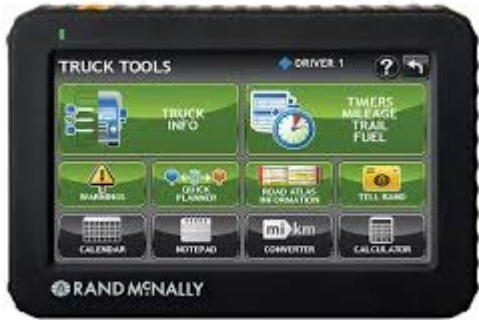 TRUCK TOOLS
DRIVER 1
?
TRUCK
INFO
TIMERS
MILEAGE
TRAIL
FUEL
WARNINGS
QUICK
PLANNER
ROAD ATLAS
INFORMATION
TELL RAND
CALENDAR
NOTEPAD
mi km
CONVERTER
CALCULATOR
RAND MCNALLY